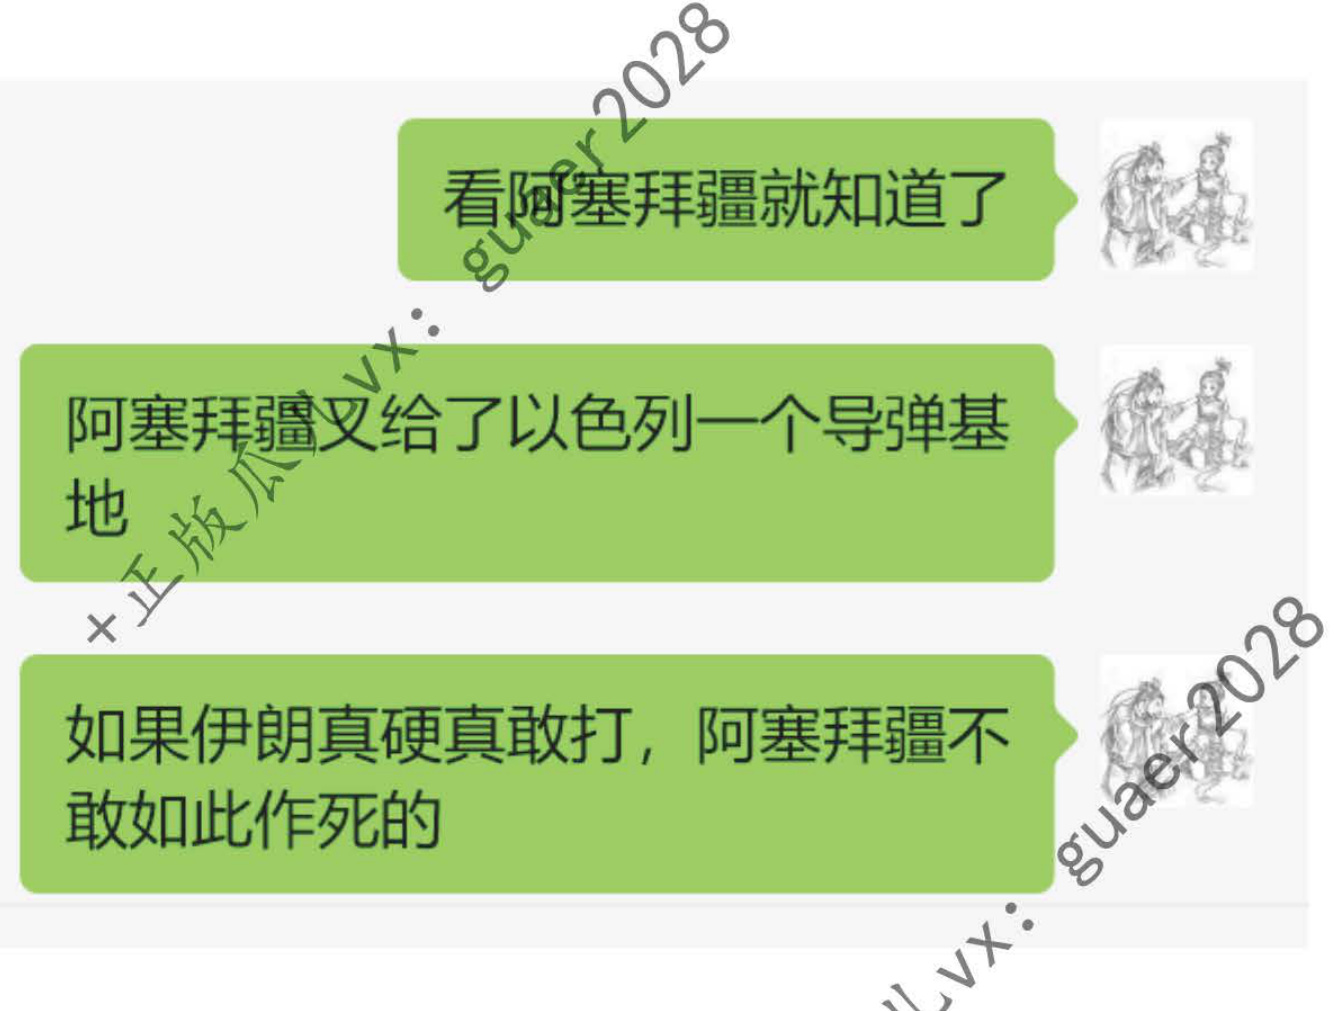 看阿塞拜疆就知道了
阿塞拜疆又给了以色列一个导弹基
地
如果伊朗真硬真敢打，阿塞拜疆不
敢如此作死的
+正版瓜儿vx：guaer2028
儿vx：guaer2028